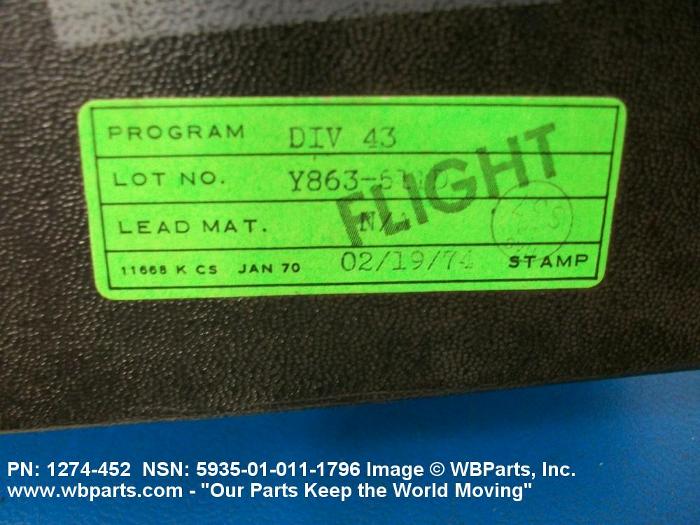 PROGRAM DIV 43
LOT NO.
LEAD MAT.
FLIGHT
11668 K CS JAN 70 02/19/74 STAMP
PN: 1274-452 NSN: 5935-01-011-1796 Image © WBParts, Inc.
www.wbparts.com - "Our Parts Keep the World Moving"